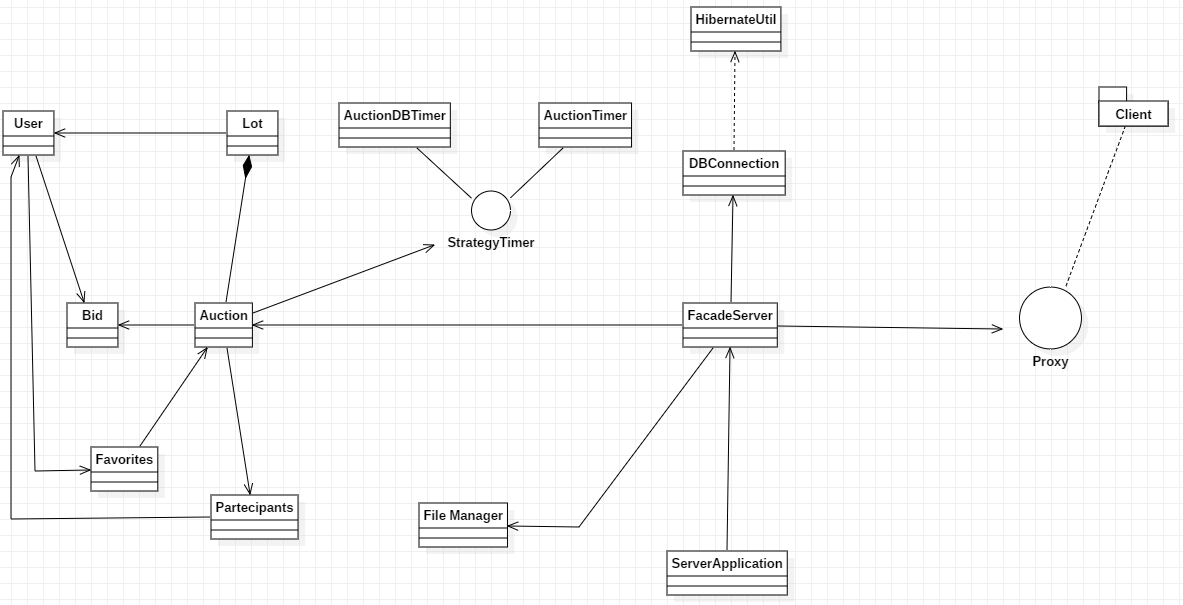 HibernateUtil
User
Lot
AuctionDBTimer
AuctionTimer
Client
DBConnection
StrategyTimer
Bid
Auction
FacadeServer
Proxy
Favorites
Partecipants
File Manager
ServerApplication